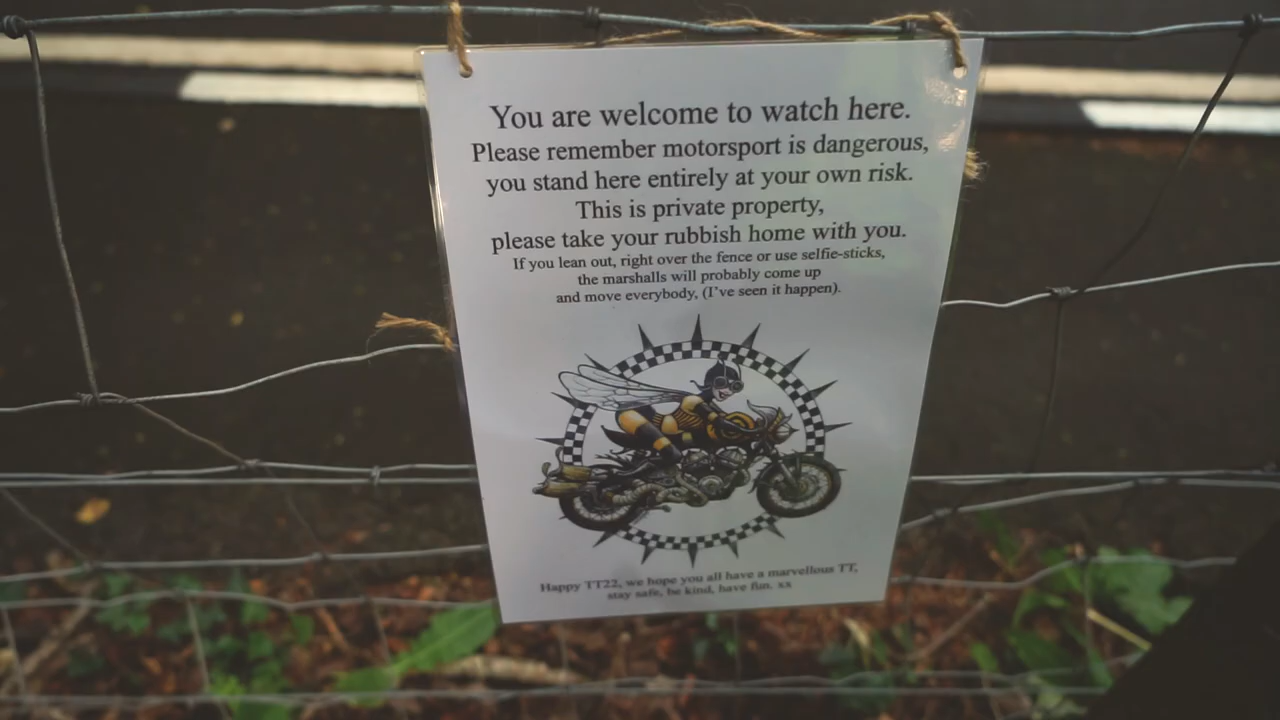 You are welcome to watch here.
Please remember motorsport is dangerous,
you stand here entirely at your own risk.
This is private property,
please take your rubbish home with you.
If you lean out, right over the fence or use selfie-sticks,
the marshalls will probably come up
and move everybody, (I've seen it happen).
Happy TT22, we hope you all have a marvellous TT,
stay safe, be kind, have fun. xx